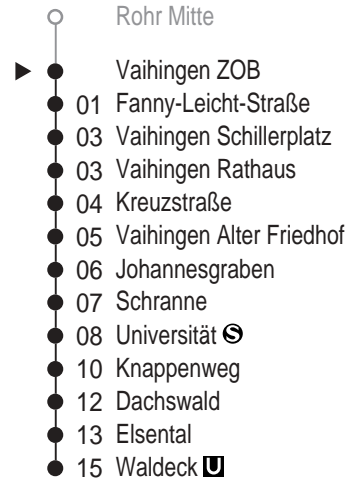 Rohr Mitte
Vaihingen ZOB
01 Fanny-Leicht-Straße
03 Vaihingen Schillerplatz
03 Vaihingen Rathaus
04 Kreuzstraße
05 Vaihingen Alter Friedhof
06 Johannesgraben
07 Schranne
08 Universität S
10 Knappenweg
12 Dachswald
13 Elsental
15 Waldeck U